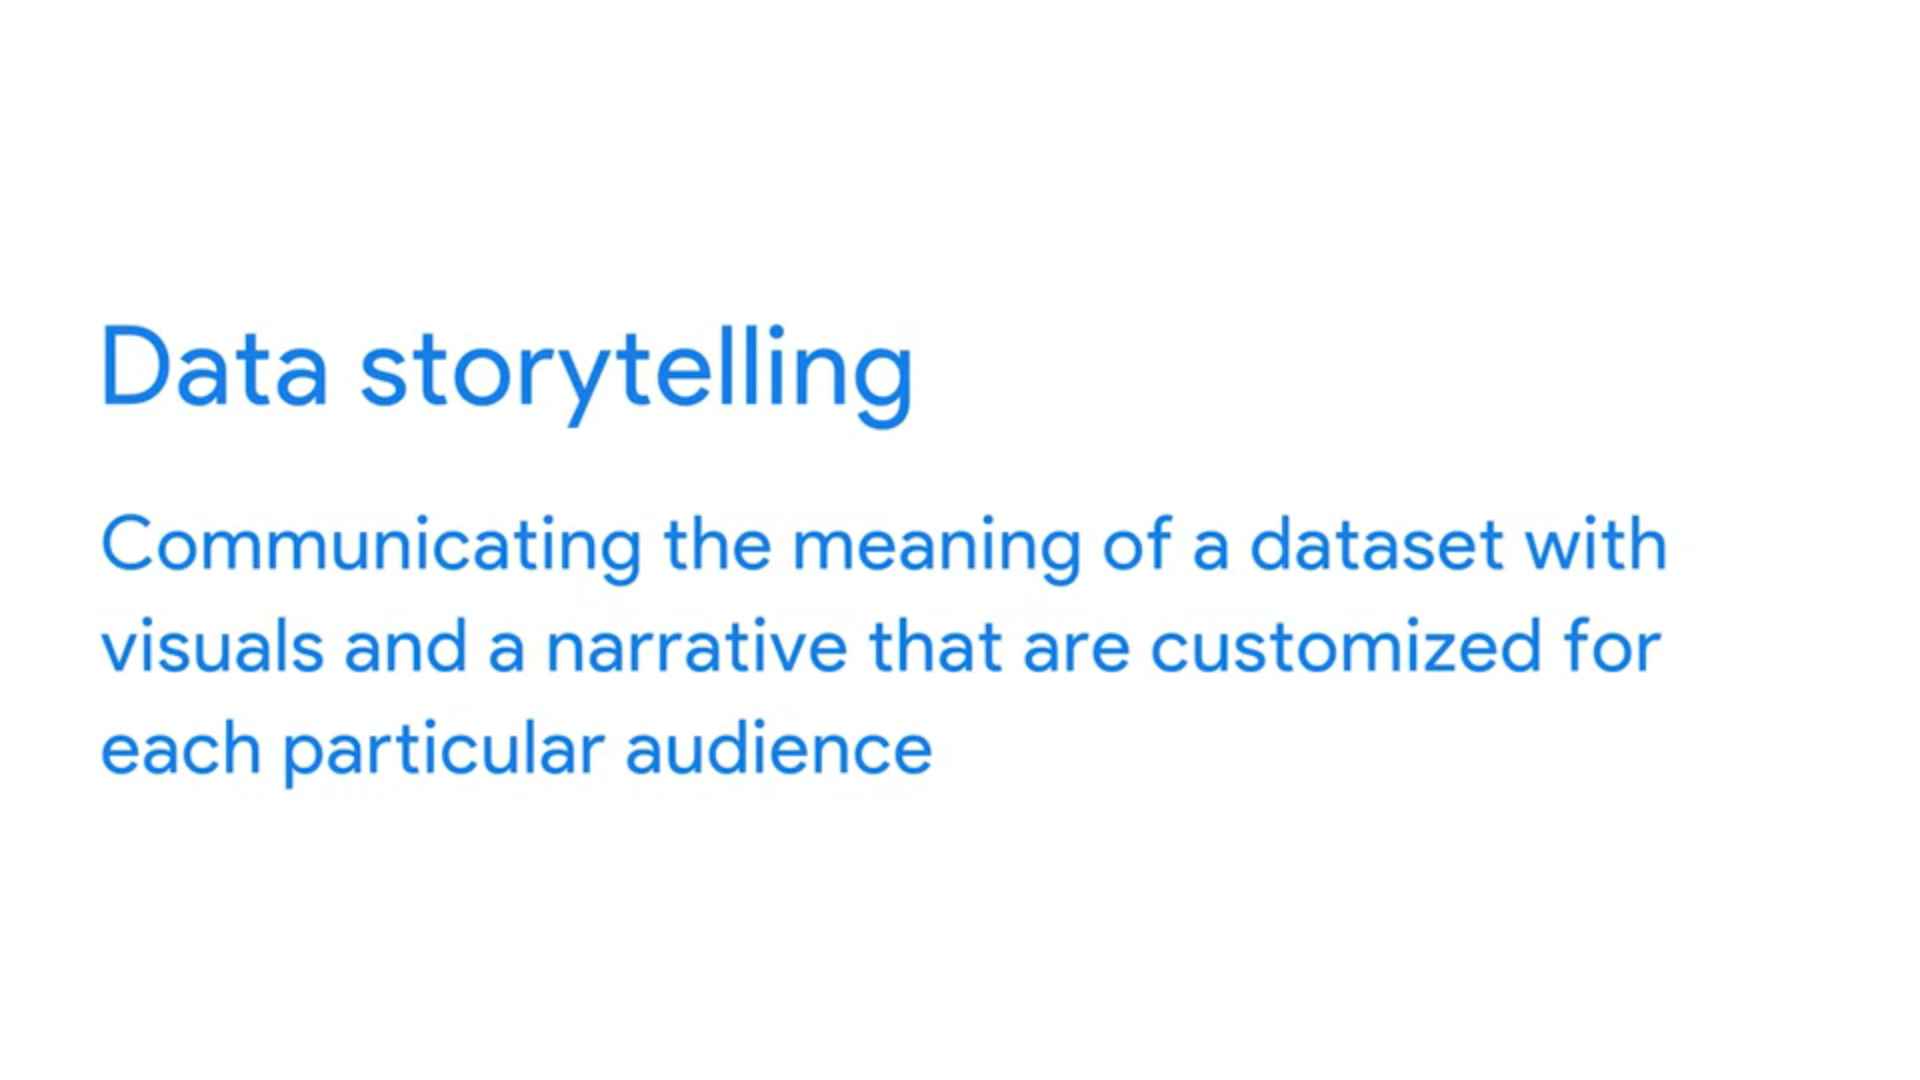 Data storytelling
Communicating the meaning of a dataset with
visuals and a narrative that are customized for
each particular audience